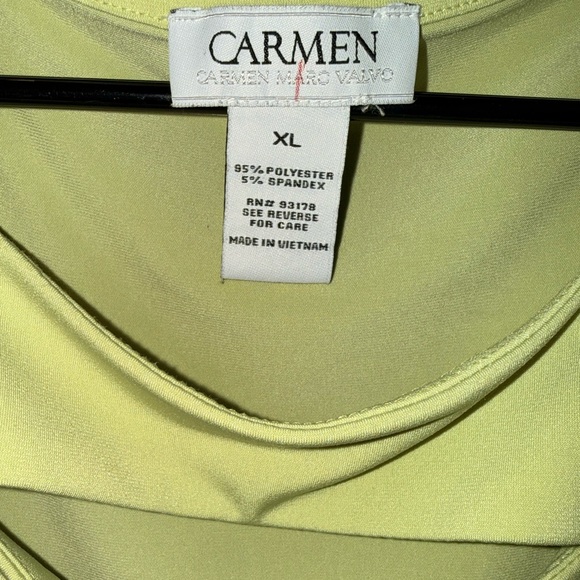 CARMEN
CARMEN MARC VALVO
XL
95% POLYESTER
5% SPANDEX
RN# 93178
SEE REVERSE
FOR CARE
MADE IN VIETNAM